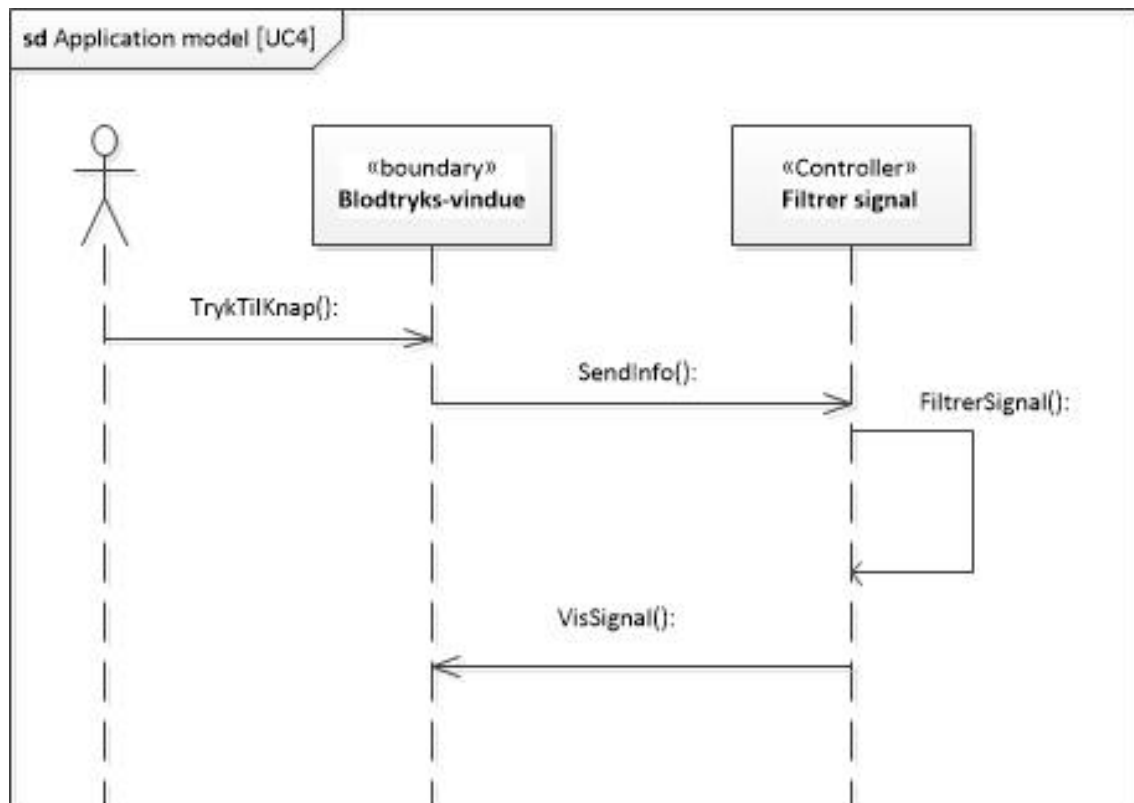 sd Application model [UC4]
«boundary»
Blodtryks-vindue
«Controller»
Filtrer signal
TrykTilKnap():
SendInfo():
FiltrerSignal():
VisSignal():